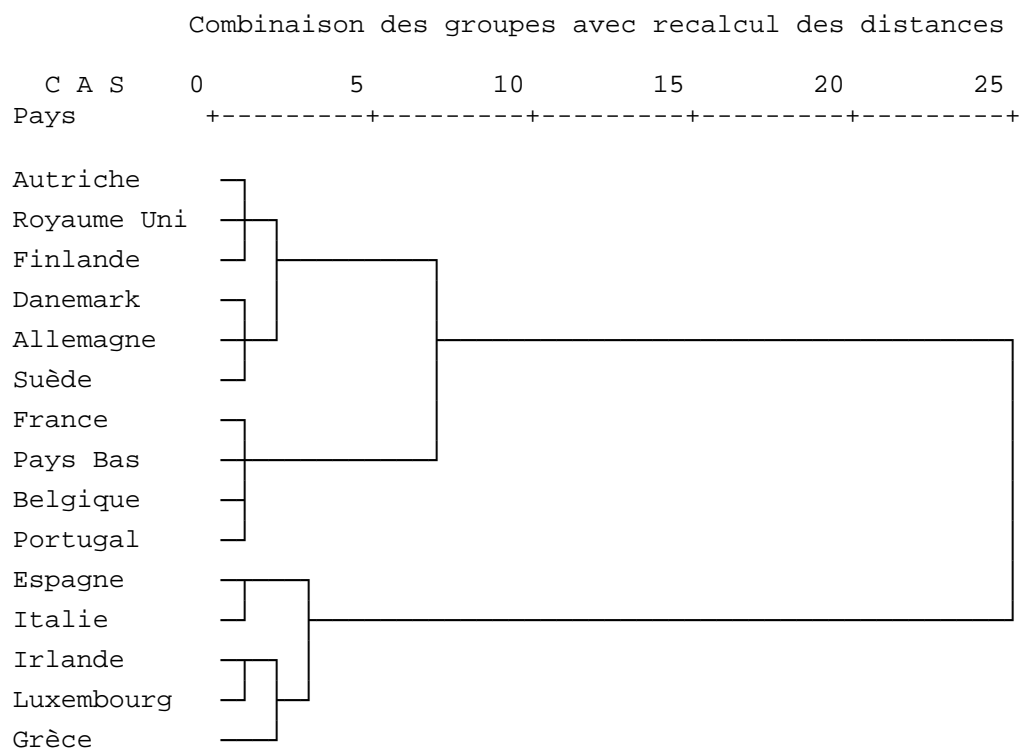 Combinaison des groupes avec recalcul des distances
C A S 0 5 10 15 20 25
Pays +---------+---------+---------+---------+---------+
Autriche
Royaume Uni
Finlande
Danemark
Allemagne
Suède
France
Pays Bas
Belgique
Portugal
Espagne
Italie
Irlande
Luxembourg
Grèce